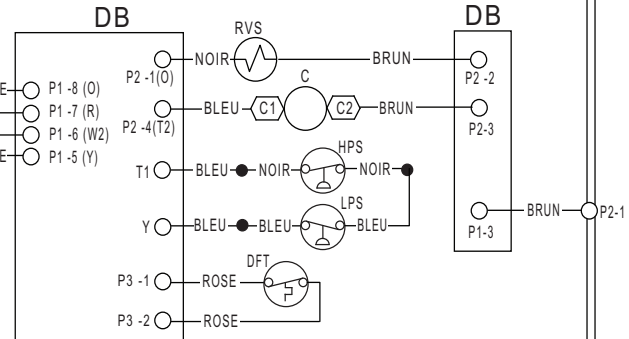 DB
DB
RVS
NOIR
BRUN
P2 -1(O)
P2 -2
E
P1 -8 (O)
C
P1 -7 (R)
BLEU
C1
C2
BRUN
P1 -6 (W2)
P2 -4(T2)
P2-3
E
P1 -5 (Y)
HPS
T1
BLEU
NOIR
NOIR
LPS
BRUN
P2-1
Y
BLEU
BLEU
BLEU
P1-3
DFT
P3 -1
ROSE
P3 -2
ROSE